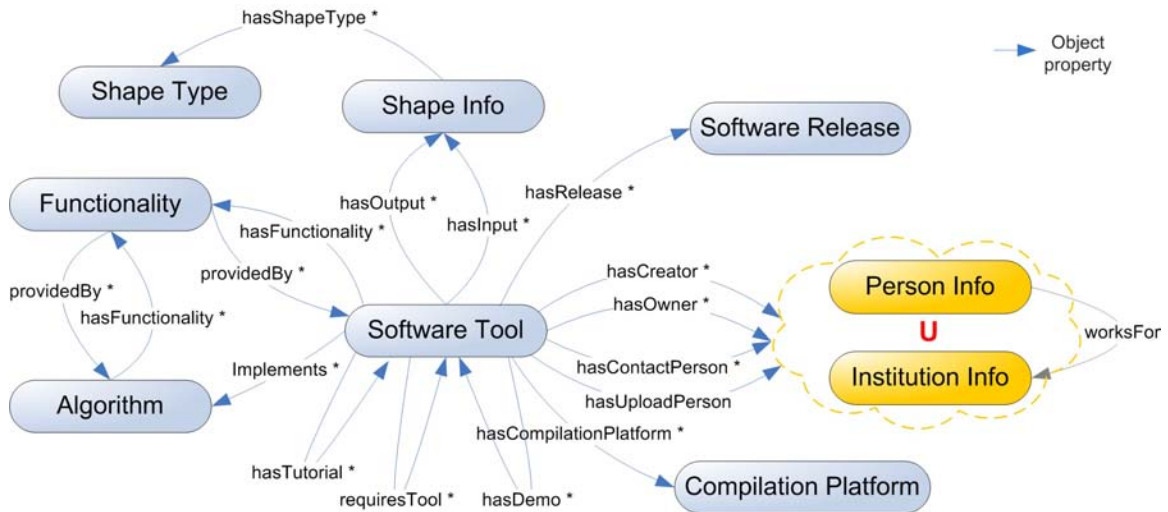 hasShapeType *
Object
property
Shape Type
Shape Info
Software Release
Functionality
hasOutput *
hasRelease *
hasInput *
hasFunctionality *
providedBy *
providedBy *
hasFunctionality *
hasCreator *
Person Info
hasOwner *
Software Tool
U
worksFor
hasContactPerson *
Implements *
Institution Info
Algorithm
hasUploadPerson
hasCompilationPlatform *
hasTutorial *
requiresTool *
hasDemo *
Compilation Platform